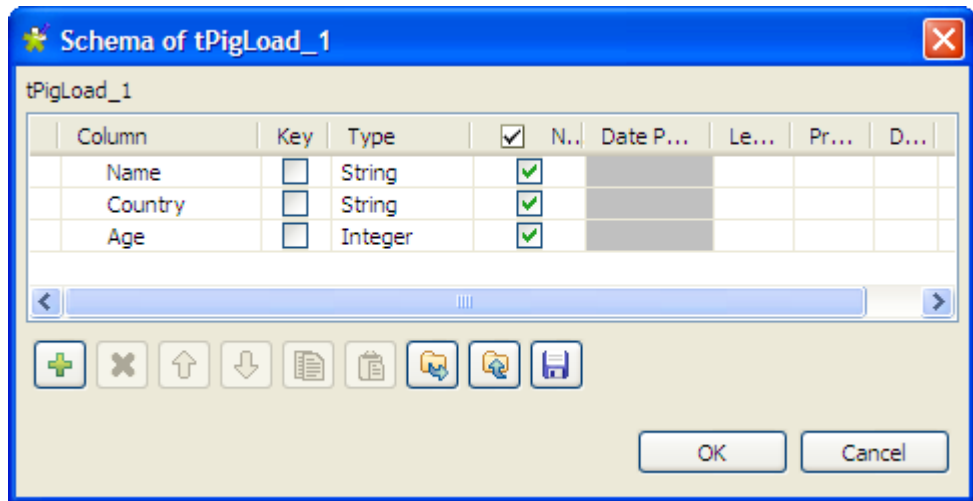 Schema of tPigLoad_1
tPigLoad_1
Column Key Type N.. Date P... Le... Pr... D...
Name String
Country String
Age Integer
OK Cancel